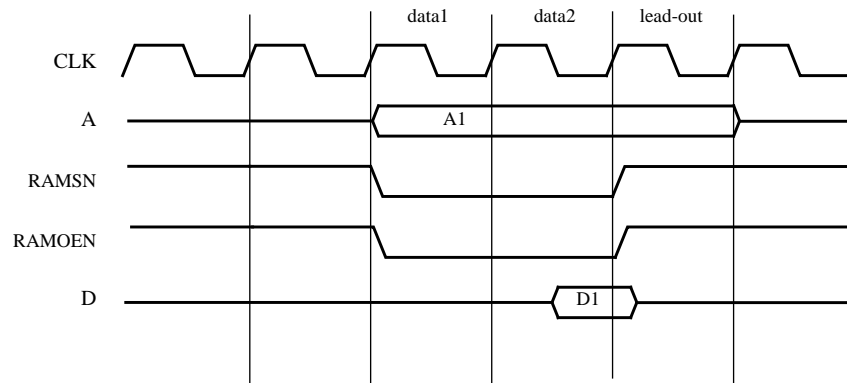 data1 data2 lead-out
CLK
A A1
RAMSN
RAMOEN
D D1